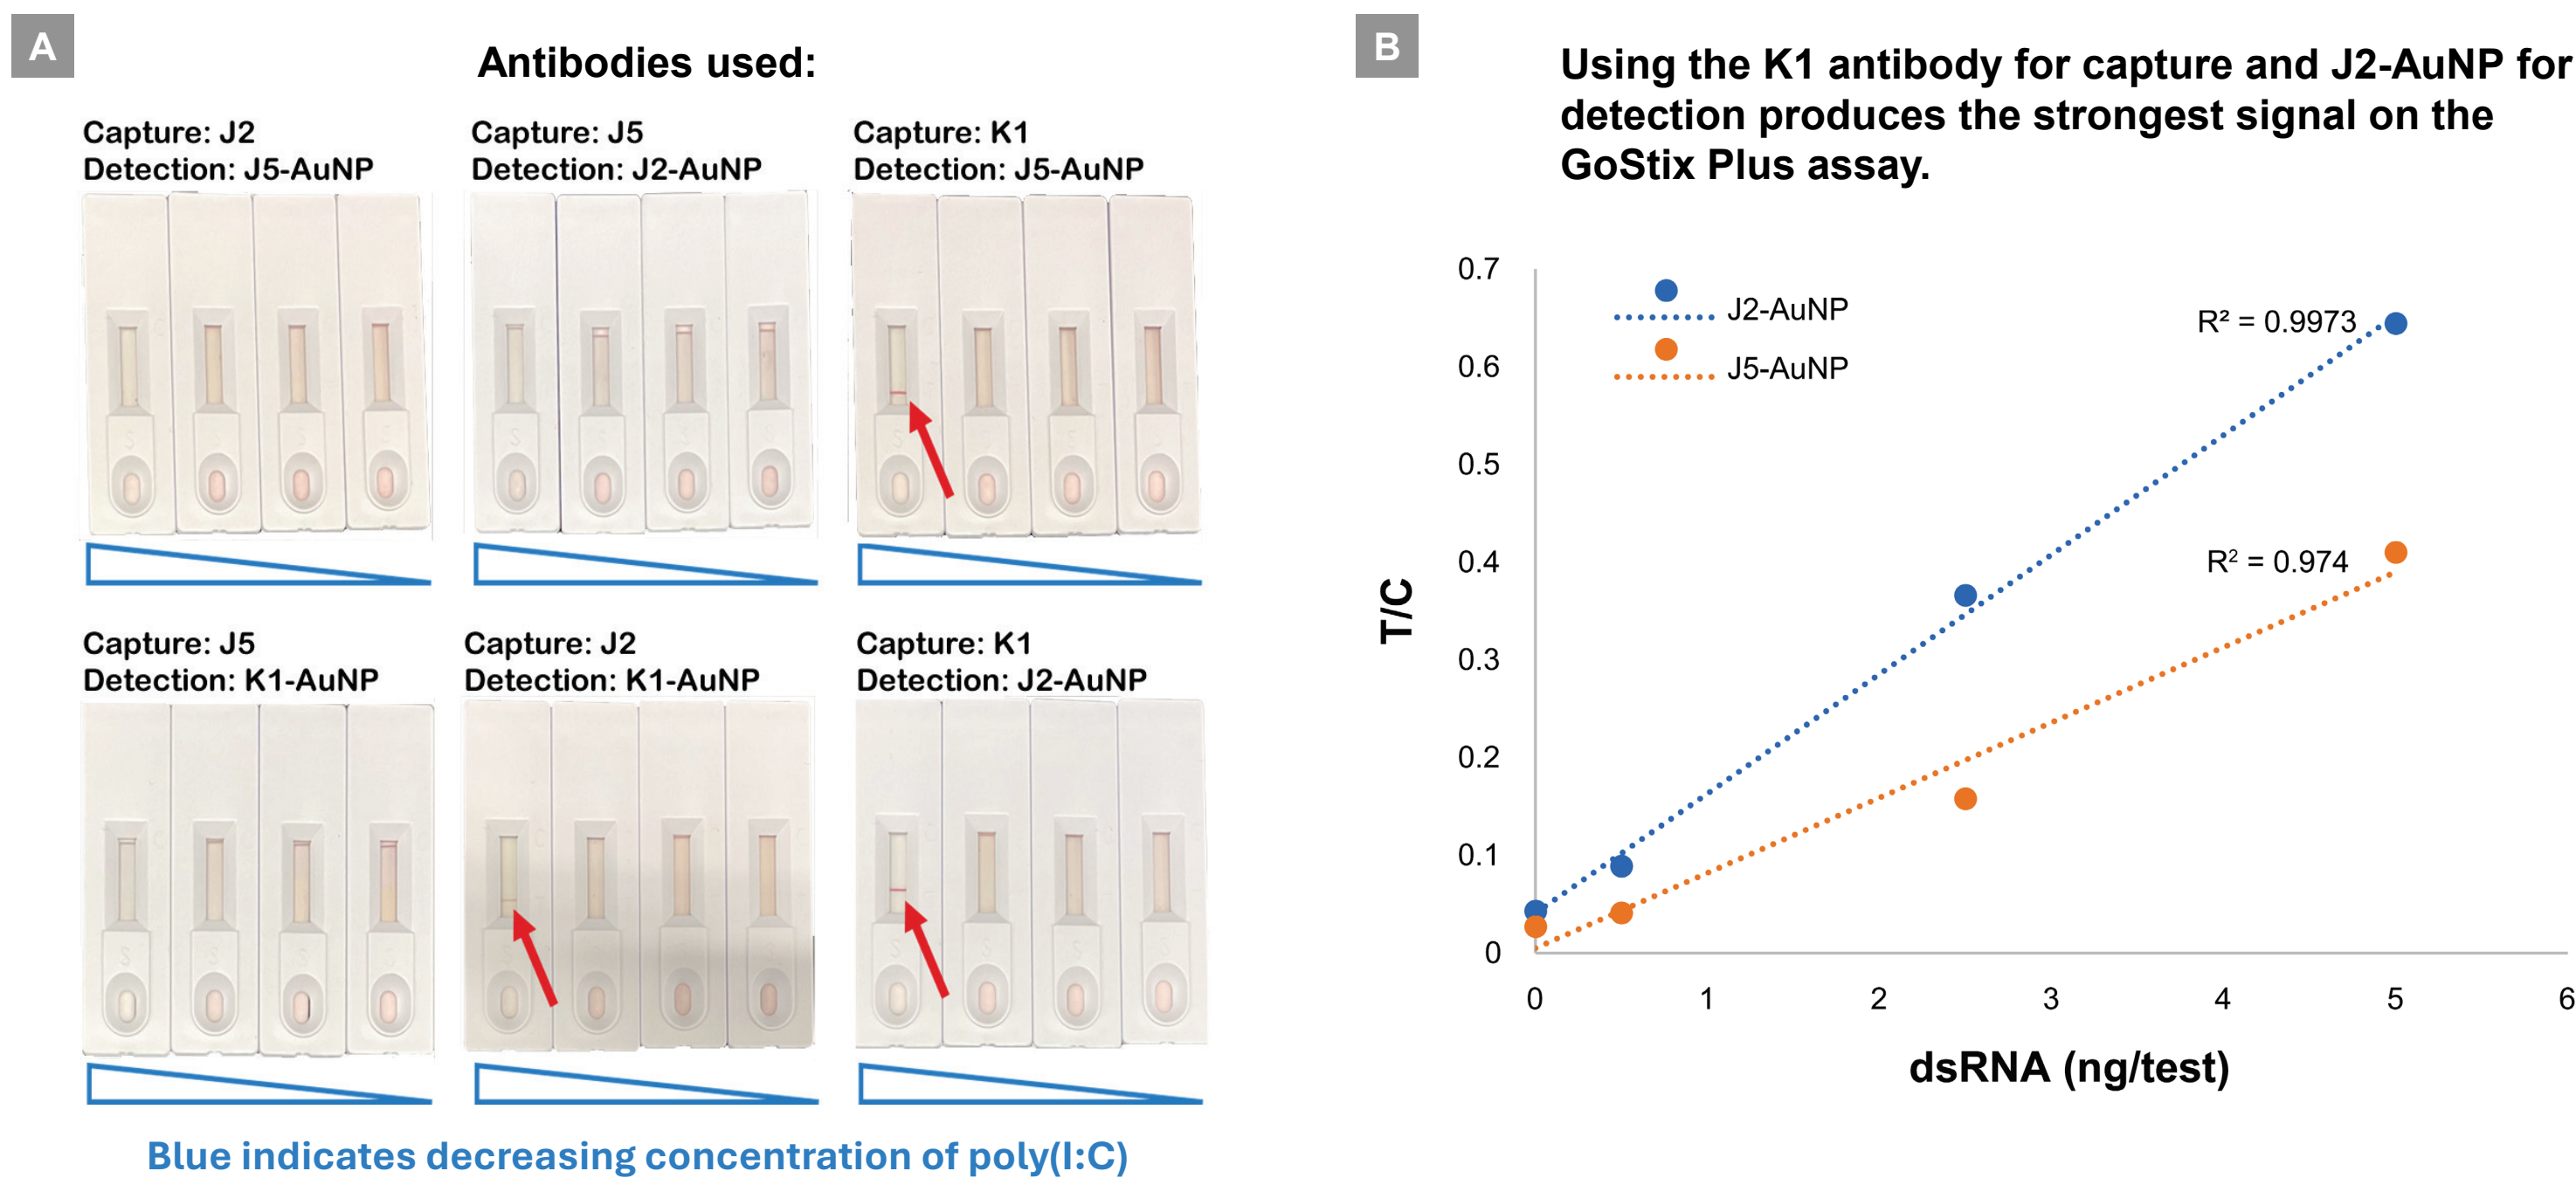 A
Antibodies used:
Capture: J2
Detection: J5-AuNP
Capture: J5
Detection: J2-AuNP
Capture: K1
Detection: J5-AuNP
C
S
S
S
S
C
S
S
S
S
C
S
S
S
S
Capture: J5
Detection: K1-AuNP
Capture: J2
Detection: K1-AuNP
Capture: K1
Detection: J2-AuNP
C
S
S
S
S
C
S
S
S
S
C
S
S
S
S
Blue indicates decreasing concentration of poly(I:C)
B
Using the K1 antibody for capture and J2-AuNP for
detection produces the strongest signal on the
GoStix Plus assay.
J2-AuNP
J5-AuNP
R² = 0.9973
R² = 0.974
T/C
0.7
0.6
0.5
0.4
0.3
0.2
0.1
0
0 1 2 3 4 5 6
dsRNA (ng/test)